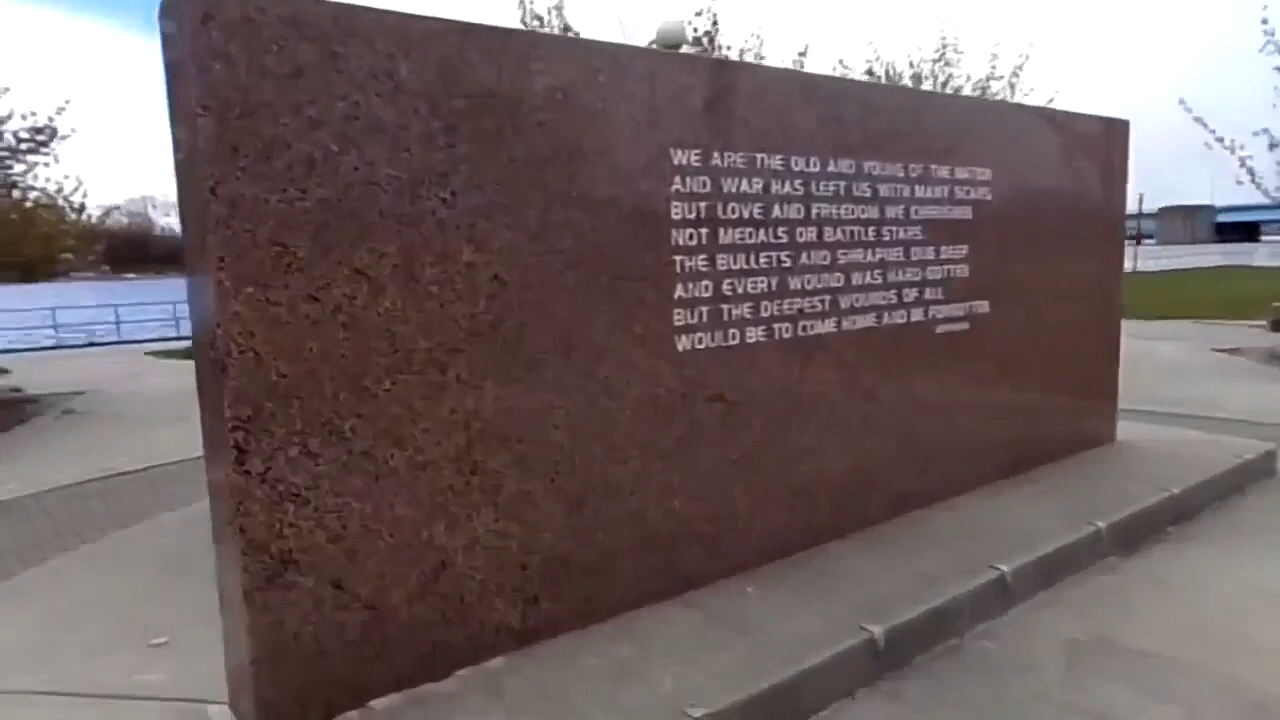 WE ARE THE OLD AND YOUNG OF THE NATION
AND WAR HAS LEFT US WITH MANY SCARS
BUT LOVE AND FREEDOM WE CHERISHED
NOT MEDALS OR BATTLE STARS.
THE BULLETS AND SHRAPNEL DUG DEEP
AND EVERY WOUND WAS HARD-GOTTEN
BUT THE DEEPEST WOUNDS OF ALL
WOULD BE TO COME HOME AND BE FORGOTTEN